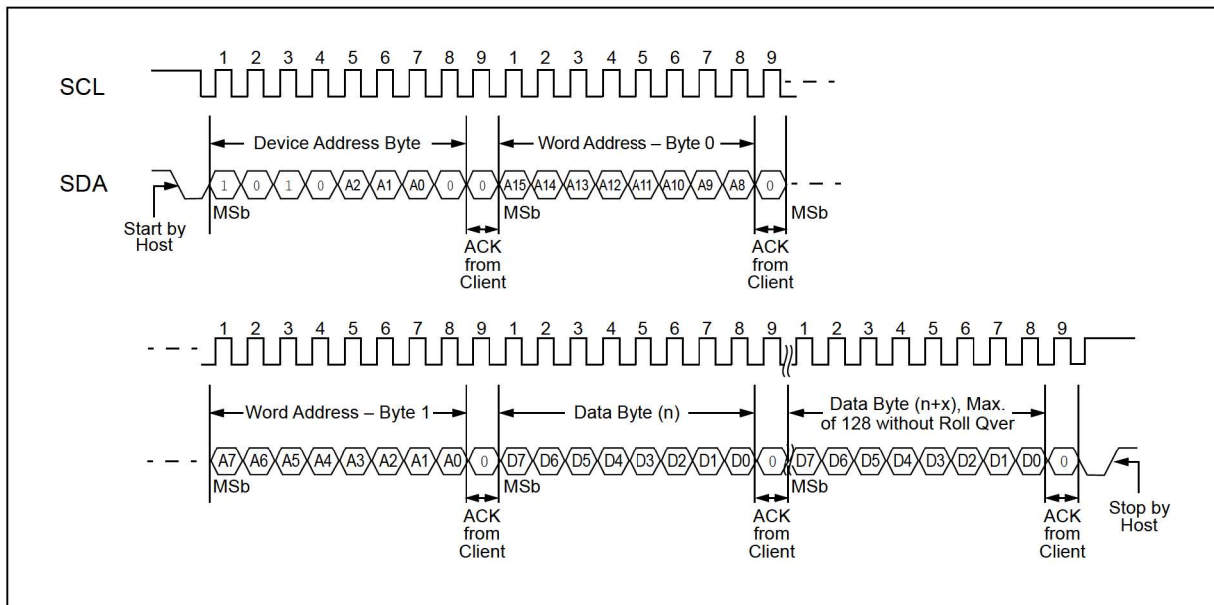 1 2 3 4 5 6 7 8 9 1 2 3 4 5 6 7 8 9
SCL
Device Address Byte Word Address – Byte 0
SDA 1 0 1 0 A2 A1 A0 0 0 A15 A14 A13 A12 A11 A10 A9 A8 0
MSb MSb MSb
Start by
Host
ACK
from
Client
ACK
from
Client
1 2 3 4 5 6 7 8 9 1 2 3 4 5 6 7 8 9 1 2 3 4 5 6 7 8 9
Word Address – Byte 1 Data Byte (n) Data Byte (n+x), Max.
of 128 without Roll Qver
A7 A6 A5 A4 A3 A2 A1 A0 0 D7 D6 D5 D4 D3 D2 D1 D0 0 D7 D6 D5 D4 D3 D2 D1 D0 0
MSb MSb MSb
ACK
from
Client
ACK
from
Client
ACK
from
Client
Stop by
Host